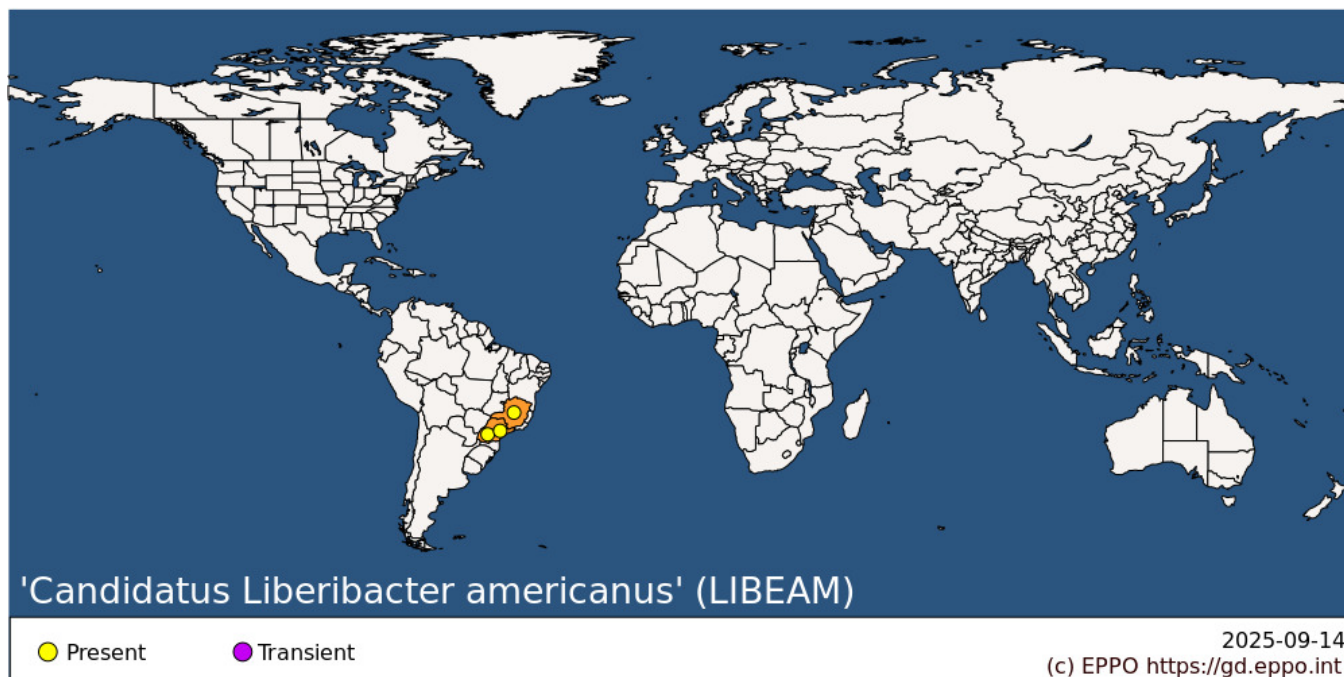 'Candidatus Liberibacter americanus' (LIBEAM)
Present
Transient
2025-09-14
(c) EPPO https://gd.eppo.int